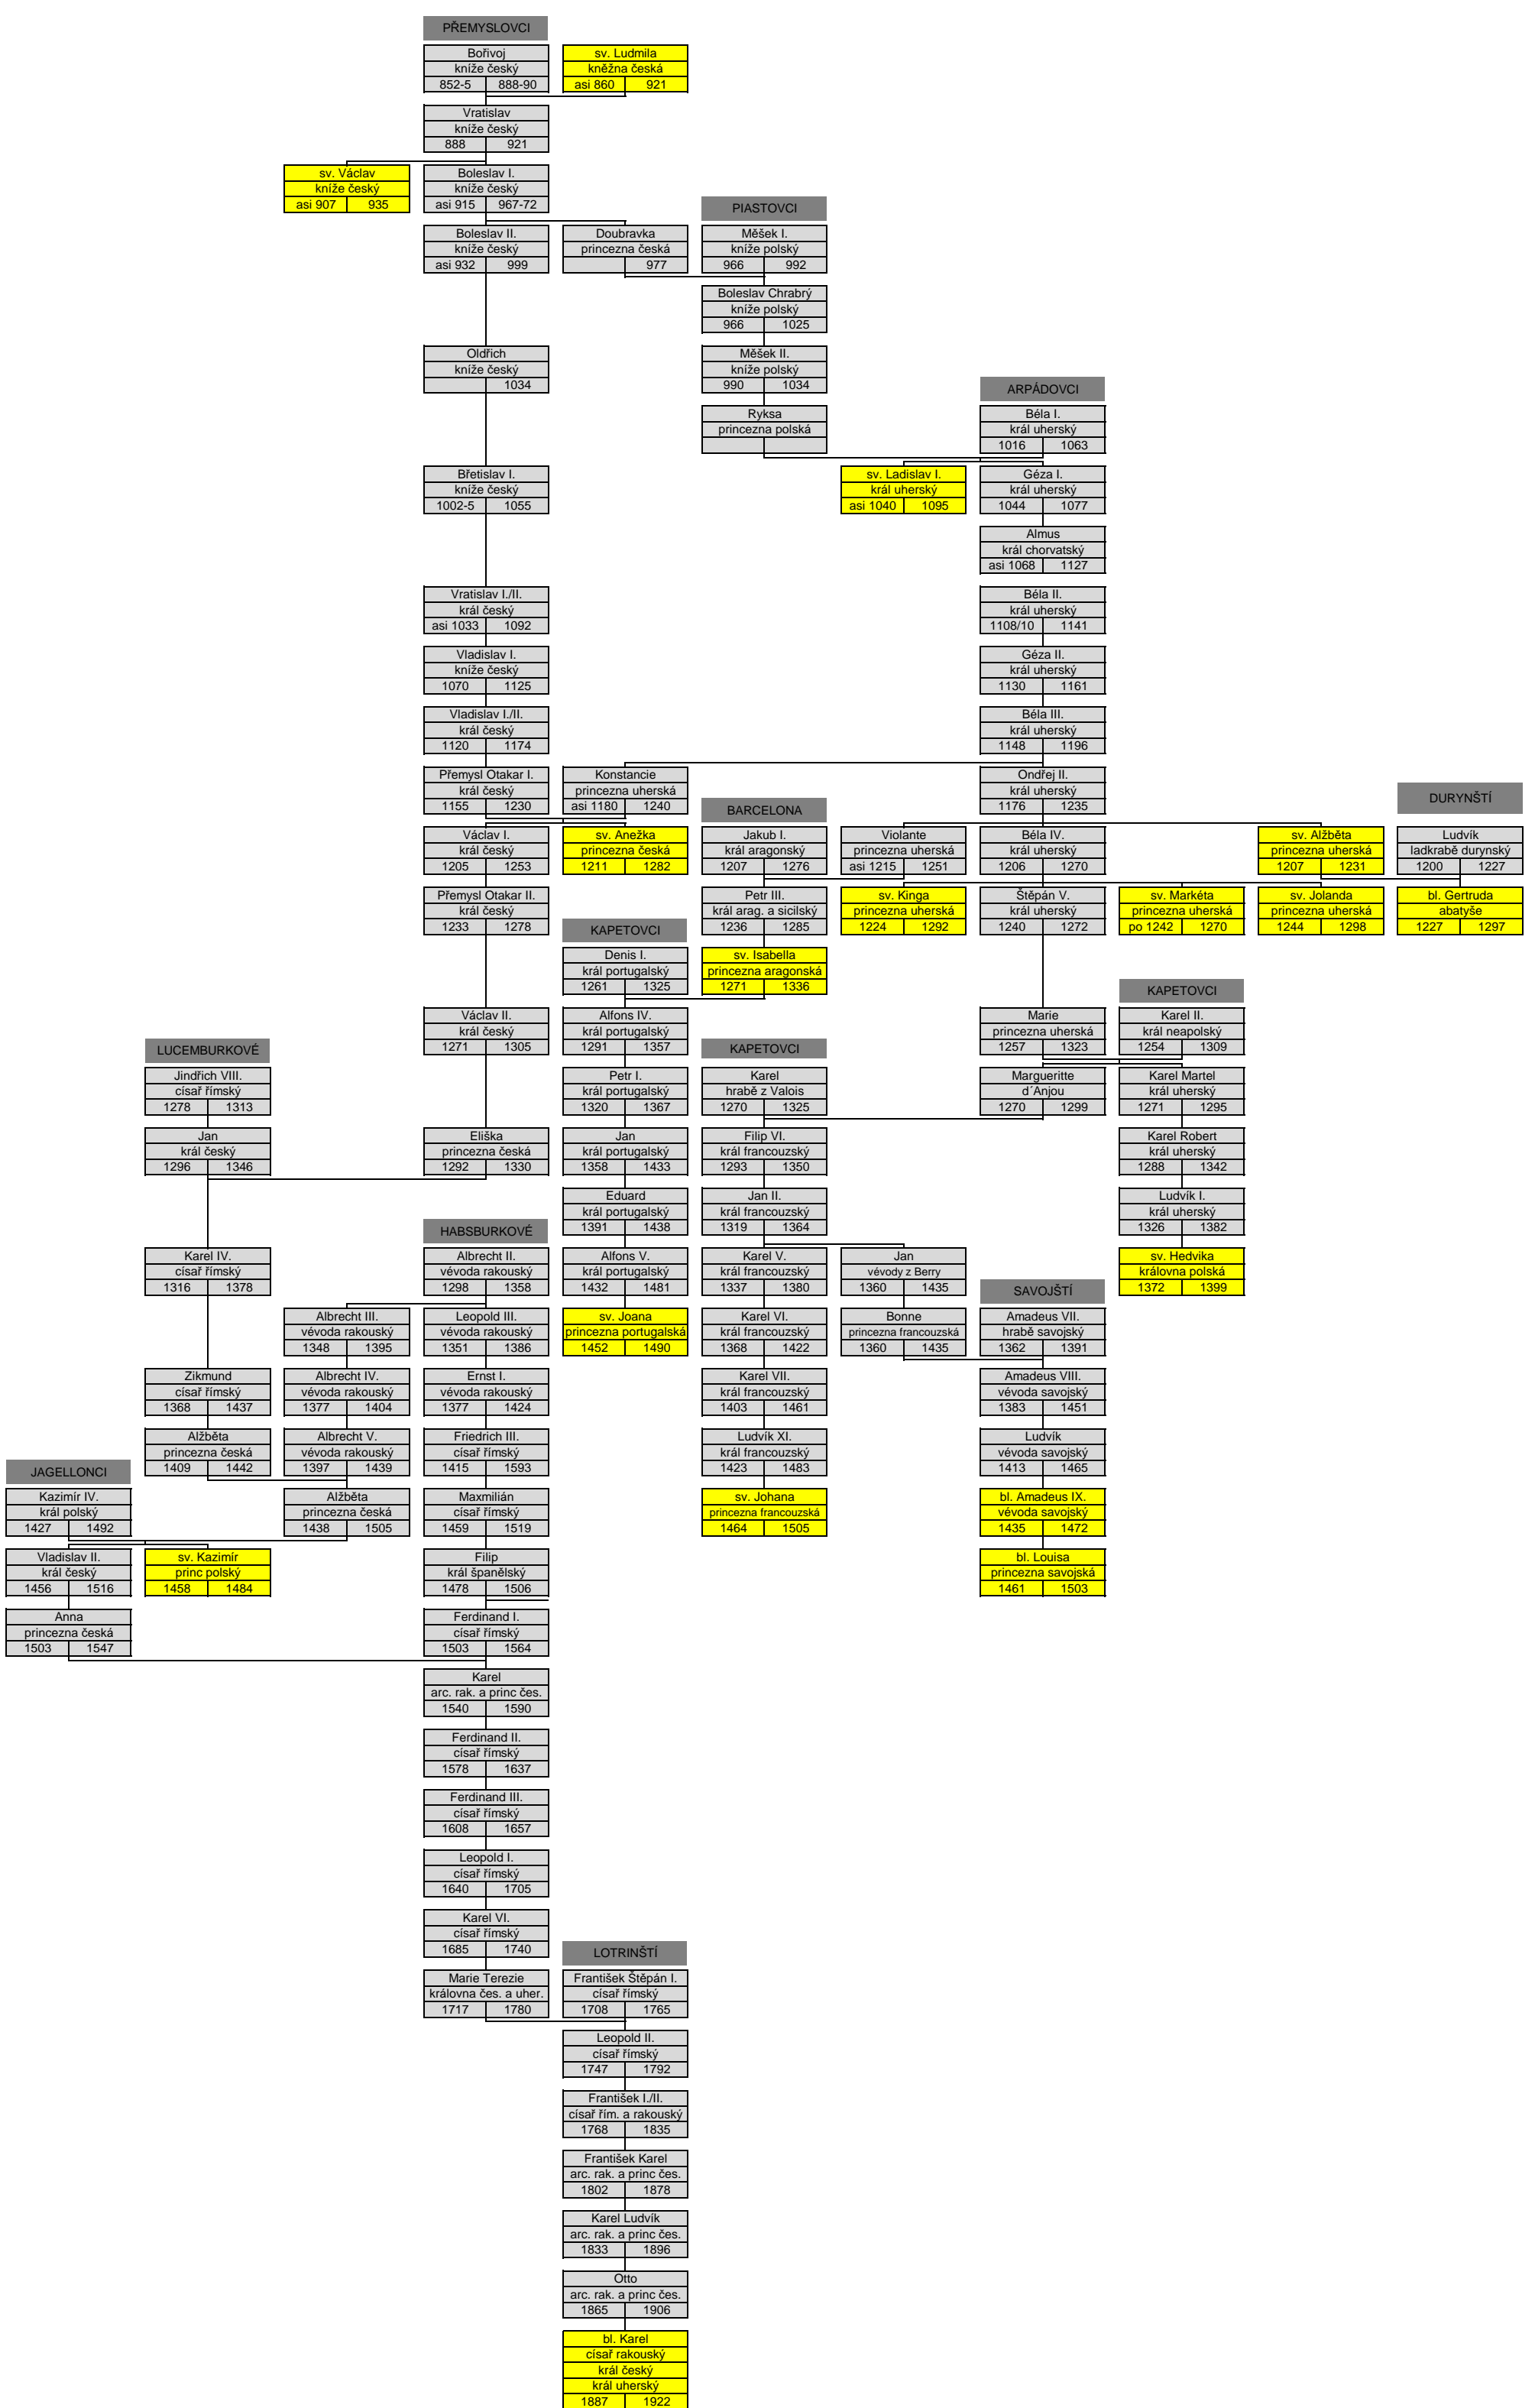 PŘEMYSLOVCI
Bořivoj
kníže český
852-5 888-90
sv. Ludmila
kněžna česká
asi 860 921
Vratislav
kníže český
888 921
sv. Václav
kníže český
asi 907 935
Boleslav I.
kníže český
asi 915 967-72
PIASTOVCI
Boleslav II.
kníže český
asi 932 999
Doubravka
princezna česká
977
Měšek I.
kníže polský
966 992
Boleslav Chrabrý
kníže polský
966 1025
Oldřich
kníže český
1034
Měšek II.
kníže polský
990 1034
ARPÁDOVCI
Ryksa
princezna polská
Béla I.
král uherský
1016 1063
Břetislav I.
kníže český
1002-5 1055
sv. Ladislav I.
král uherský
asi 1040 1095
Géza I.
král uherský
1044 1077
Almus
král chorvatský
asi 1068 1127
Vratislav I./II.
král český
asi 1033 1092
Béla II.
král uherský
1108/10 1141
Vladislav I.
kníže český
1070 1125
Géza II.
král uherský
1130 1161
Vladislav I./II.
král český
1120 1174
Béla III.
král uherský
1148 1196
Přemysl Otakar I.
král český
1155 1230
Konstancie
princezna uherská
asi 1180 1240
Ondřej II.
král uherský
1176 1235
BARCELONA
DURYNŠTÍ
Václav I.
král český
1205 1253
sv. Anežka
princezna česká
1211 1282
Jakub I.
král aragonský
1207 1276
Violante
princezna uherská
asi 1215 1251
Béla IV.
král uherský
1206 1270
sv. Alžběta
princezna uherská
1207 1231
Ludvík
ladkrabě durynský
1200 1227
Přemysl Otakar II.
král český
1233 1278
Petr III.
král arag. a sicilský
1236 1285
sv. Kinga
princezna uherská
1224 1292
Štěpán V.
král uherský
1240 1272
sv. Markéta
princezna uherská
po 1242 1270
sv. Jolanda
princezna uherská
1244 1298
bl. Gertruda
abatyše
1227 1297
KAPETOVCI
Denis I.
král portugalský
1261 1325
sv. Isabella
princezna aragonská
1271 1336
KAPETOVCI
Václav II.
král český
1271 1305
Alfons IV.
král portugalský
1291 1357
Marie
princezna uherská
1257 1323
Karel II.
král neapolský
1254 1309
LUCEMBURKOVÉ
KAPETOVCI
Jindřich VIII.
císař římský
1278 1313
Petr I.
král portugalský
1320 1367
Karel
hrabě z Valois
1270 1325
Margueritte
d´Anjou
1270 1299
Karel Martel
král uherský
1271 1295
Jan
král český
1296 1346
Eliška
princezna česká
1292 1330
Jan
král portugalský
1358 1433
Filip VI.
král francouzský
1293 1350
Karel Robert
král uherský
1288 1342
Eduard
král portugalský
1391 1438
Jan II.
král francouzský
1319 1364
Ludvík I.
král uherský
1326 1382
HABSBURKOVÉ
Karel IV.
císař římský
1316 1378
Albrecht II.
vévoda rakouský
1298 1358
Alfons V.
král portugalský
1432 1481
Karel V.
král francouzský
1337 1380
Jan
vévody z Berry
1360 1435
sv. Hedvika
královna polská
1372 1399
SAVOJŠTÍ
Albrecht III.
vévoda rakouský
1348 1395
Leopold III.
vévoda rakouský
1351 1386
sv. Joana
princezna portugalská
1452 1490
Karel VI.
král francouzský
1368 1422
Bonne
princezna francouzská
1360 1435
Amadeus VII.
hrabě savojský
1362 1391
Zikmund
císař římský
1368 1437
Albrecht IV.
vévoda rakouský
1377 1404
Ernst I.
vévoda rakouský
1377 1424
Karel VII.
král francouzský
1403 1461
Amadeus VIII.
vévoda savojský
1383 1451
Alžběta
princezna česká
1409 1442
Albrecht V.
vévoda rakouský
1397 1439
Friedrich III.
císař římský
1415 1593
Ludvík XI.
král francouzský
1423 1483
Ludvík
vévoda savojský
1413 1465
JAGELLONCI
Kazimír IV.
král polský
1427 1492
Alžběta
princezna česká
1438 1505
Maxmilián
císař římský
1459 1519
sv. Johana
princezna francouzská
1464 1505
bl. Amadeus IX.
vévoda savojský
1435 1472
Vladislav II.
král český
1456 1516
sv. Kazimír
princ polský
1458 1484
Filip
král španělský
1478 1506
bl. Louisa
princezna savojská
1461 1503
Anna
princezna česká
1503 1547
Ferdinand I.
císař římský
1503 1564
Karel
arc. rak. a princ čes.
1540 1590
Ferdinand II.
císař římský
1578 1637
Ferdinand III.
císař římský
1608 1657
Leopold I.
císař římský
1640 1705
Karel VI.
císař římský
1685 1740
LOTRINŠTÍ
Marie Terezie
královna čes. a uher.
1717 1780
František Štěpán I.
císař římský
1708 1765
Leopold II.
císař římský
1747 1792
František I./II.
císař řím. a rakouský
1768 1835
František Karel
arc. rak. a princ čes.
1802 1878
Karel Ludvík
arc. rak. a princ čes.
1833 1896
Otto
arc. rak. a princ čes.
1865 1906
bl. Karel
císař rakouský
král český
král uherský
1887 1922